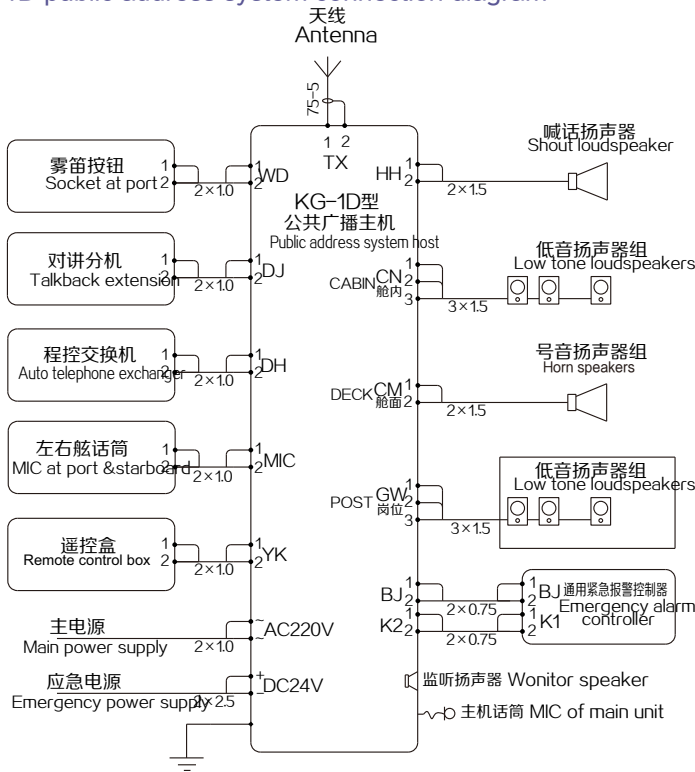 天线
Antenna
75-5
1 2
TX
KG-1D型
公共广播主机
Public address system host
雾笛按钮
Socket at port
1
2
2×1.0
1
2
WD
对讲分机
Talkback extension
1
2
2×1.0
1
2
DJ
程控交换机
Auto telephone exchanger
1
2
2×1.0
1
2
DH
左右舷话筒
MIC at port &starboard
1
2
2×1.0
1
2
MIC
遥控盒
Remote control box
1
2
2×1.0
1
2
YK
主电源
Main power supply
2×1.0
~
~
AC220V
应急电源
Emergency power supply
2×2.5
+
−
DC24V
喊话扬声器
Shout loudspeaker
HH
1
2
2×1.5
低音扬声器组
Low tone loudspeakers
CABIN
CN
舱内
1
2
3
3×1.5
号音扬声器组
Horn speakers
DECK
CM
舱面
1
2
2×1.5
低音扬声器组
Low tone loudspeakers
POST
GW
岗位
1
2
3
3×1.5
BJ
1
2
2×0.75
1
2
BJ
K2
1
2
2×0.75
1
2
K1
通用紧急报警控制器
Emergency alarm
controller
监听扬声器 Wonitor speaker
主机话筒 MIC of main unit